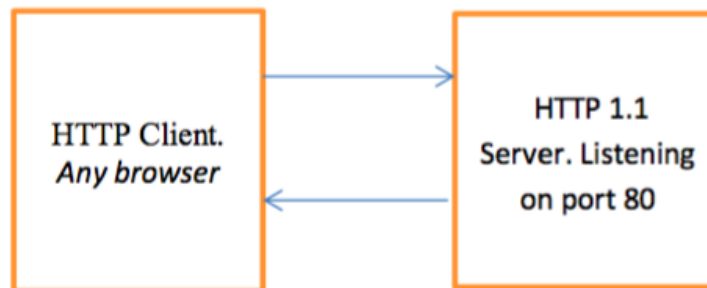 HTTP Client.
Any browser
HTTP 1.1
Server. Listening
on port 80